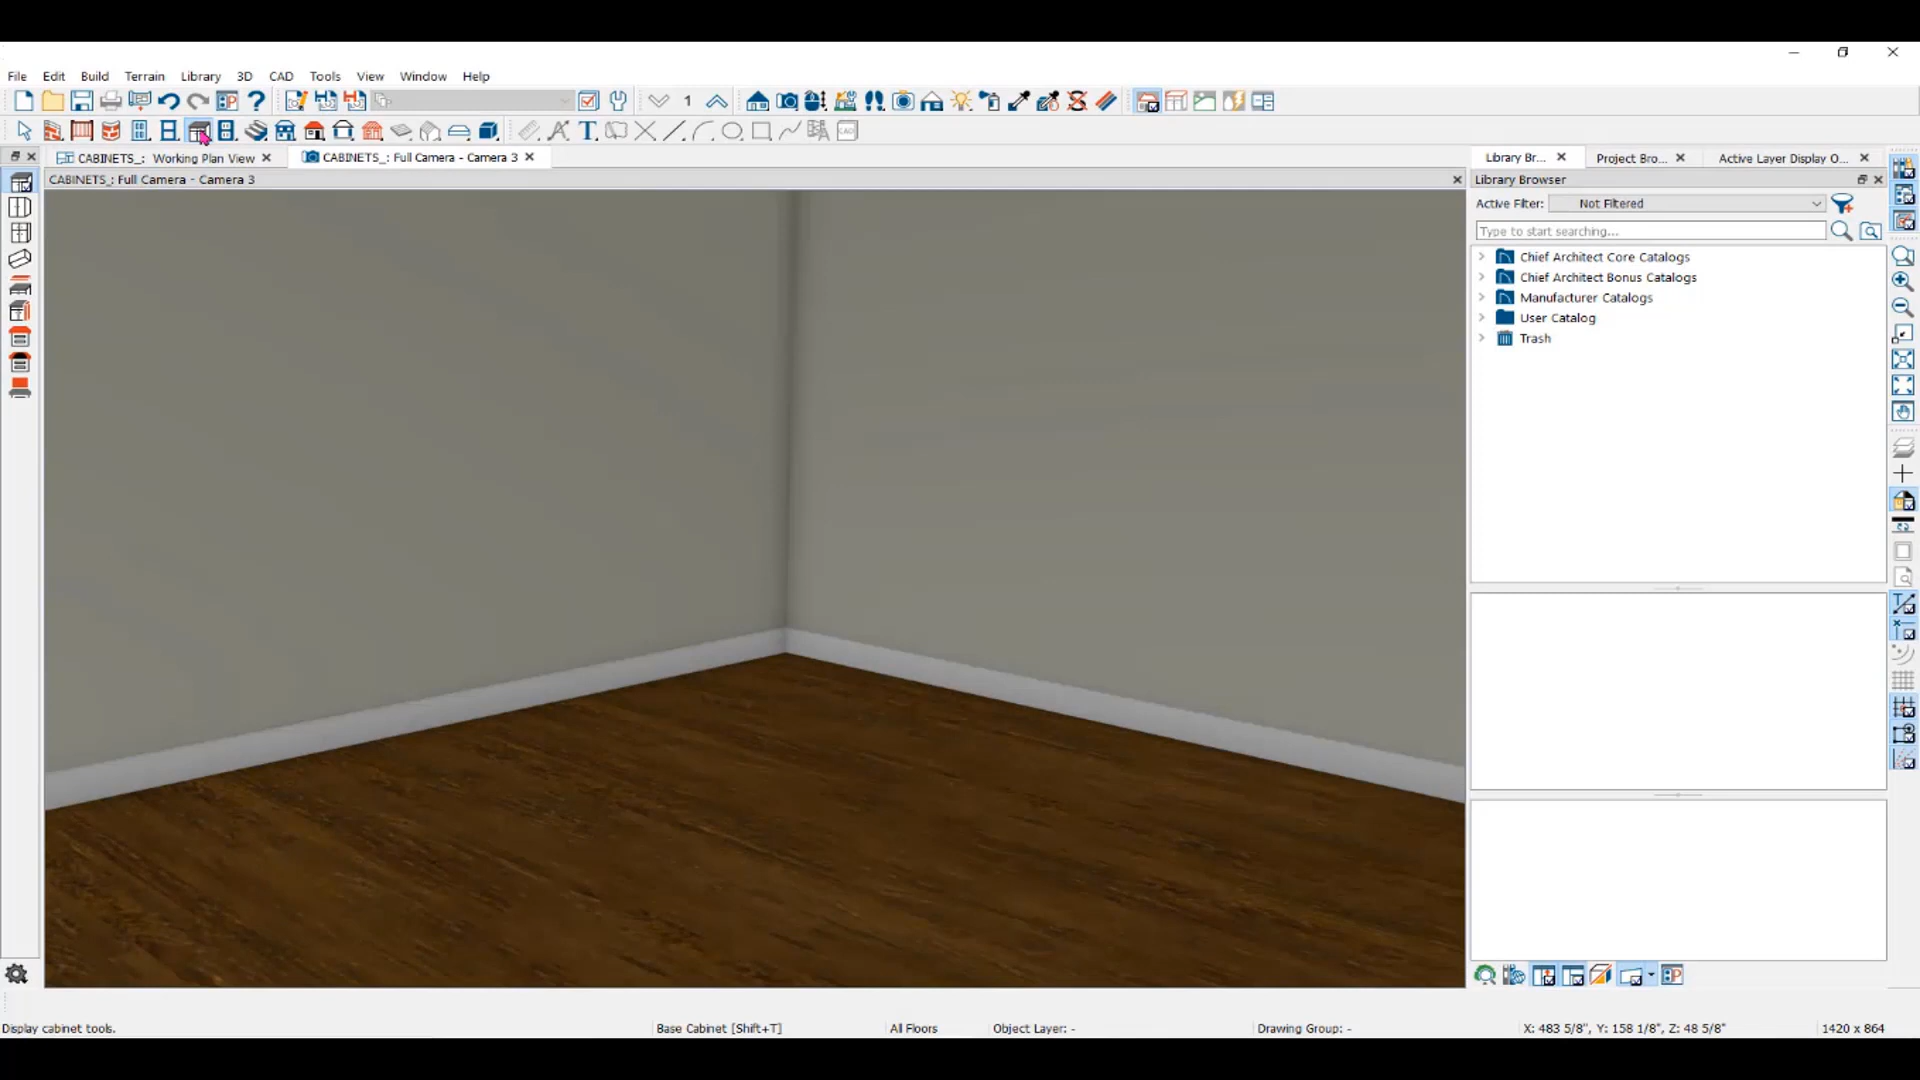 File Edit Build Terrain Library 3D CAD Tools View Window Help
1
CABINETS_: Working Plan View
CABINETS_: Full Camera - Camera 3
CABINETS_: Full Camera - Camera 3
Library Br... Project Bro... Active Layer Display O...
Library Browser
Active Filter: Not Filtered
Type to start searching...
Chief Architect Core Catalogs
Chief Architect Bonus Catalogs
Manufacturer Catalogs
User Catalog
Trash
Display cabinet tools. Base Cabinet [Shift+T] All Floors Object Layer: - Drawing Group: - X: 483 5/8", Y: 158 1/8", Z: 48 5/8" 1420 x 864